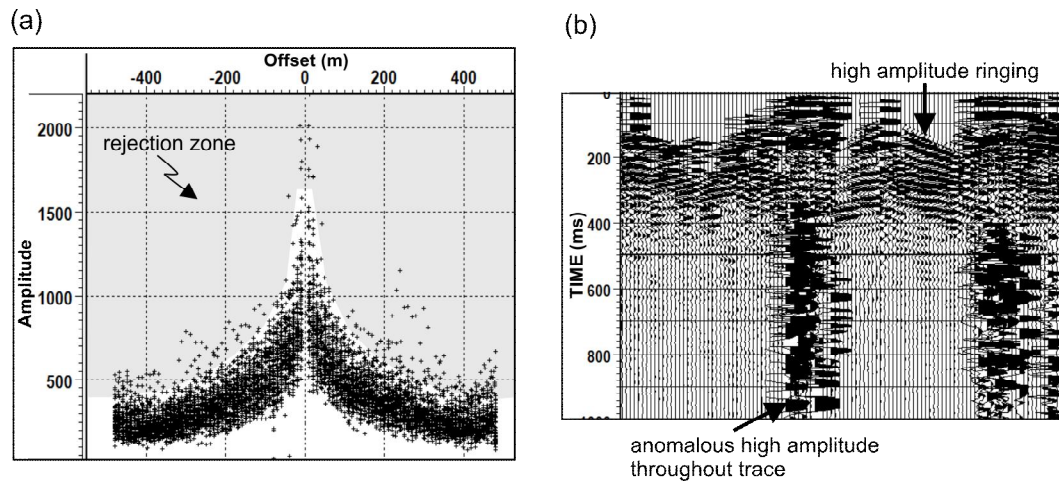 (a)
Offset (m)
-400 -200 0 200 400
Amplitude
2000
1500
1000
500
rejection zone
(b)
high amplitude ringing
TIME (ms)
0
200
400
600
800
anomalous high amplitude
throughout trace